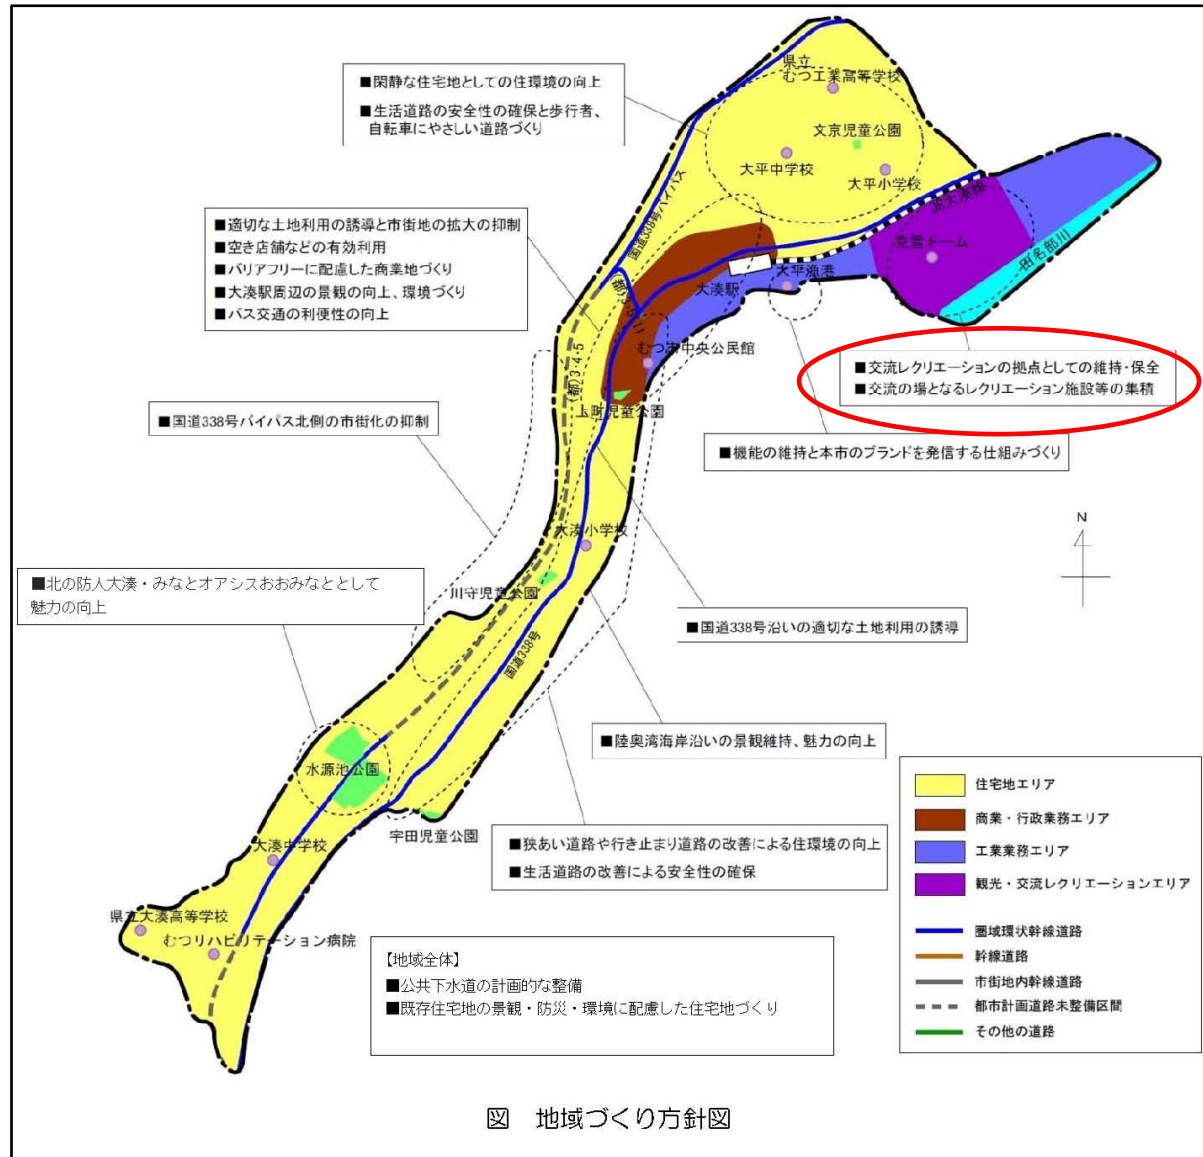 県立
むつ工業高等学校
■閑静な住宅地としての住環境の向上
■生活道路の安全性の確保と歩行者、
自転車にやさしい道路づくり
文京児童公園
大平中学校
大平小学校
国道338号バイパス
JR大湊線
■適切な土地利用の誘導と市街地の拡大の抑制
■空き店舗などの有効利用
■バリアフリーに配慮した商業地づくり
■大湊駅周辺の景観の向上、環境づくり
■バス交通の利便性の向上
克雪ドーム
田名部川
大平漁港
大湊駅
(都)3・5・11
むつ市中央公民館
(都)3・4・5
上町児童公園
■交流レクリエーションの拠点としての維持・保全
■交流の場となるレクリエーション施設等の集積
■国道338号バイパス北側の市街化の抑制
■機能の維持と本市のブランドを発信する仕組みづくり
N
大湊小学校
■北の防人大湊・みなとオアシスおおみなととして
魅力の向上
川守児童公園
■国道338号沿いの適切な土地利用の誘導
国道338号
■陸奥湾海岸沿いの景観維持、魅力の向上
水源池公園
宇田児童公園
■狭あい道路や行き止まり道路の改善による住環境の向上
■生活道路の改善による安全性の確保
大湊中学校
県立大湊高等学校
むつリハビリテーション病院
【地域全体】
■公共下水道の計画的な整備
■既存住宅地の景観・防災・環境に配慮した住宅地づくり
住宅地エリア
商業・行政業務エリア
工業業務エリア
観光・交流レクリエーションエリア
圏域環状幹線道路
幹線道路
市街地内幹線道路
都市計画道路未整備区間
その他の道路
図 地域づくり方針図